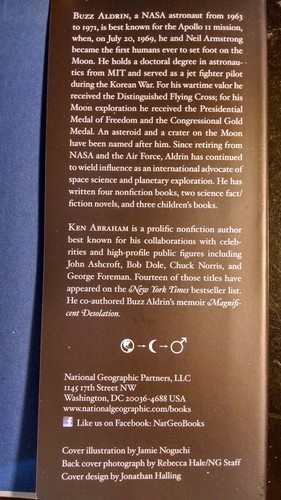 BUZZ ALDRIN, a NASA astronaut from 1963
to 1971, is best known for the Apollo 11 mission,
when, on July 20, 1969, he and Neil Armstrong
became the first humans ever to set foot on the
Moon. He holds a doctoral degree in astronau-
tics from MIT and served as a jet fighter pilot
during the Korean War. For his wartime valor he
received the Distinguished Flying Cross; for his
Moon exploration he received the Presidential
Medal of Freedom and the Congressional Gold
Medal. An asteroid and a crater on the Moon
have been named after him. Since retiring from
NASA and the Air Force, Aldrin has continued
to wield influence as an international advocate of
space science and planetary exploration. He has
written four nonfiction books, two science fact/
fiction novels, and three children's books.
KEN ABRAHAM is a prolific nonfiction author
best known for his collaborations with celeb-
rities and high-profile public figures including
John Ashcroft, Bob Dole, Chuck Norris, and
George Foreman. Fourteen of those titles have
appeared on the New York Times bestseller list.
He co-authored Buzz Aldrin's memoir Magnifi-
cent Desolation.
National Geographic Partners, LLC
1145 17th Street NW
Washington, DC 20036-4688 USA
www.nationalgeographic.com/books
f Like us on Facebook: NatGeoBooks
Cover illustration by Jamie Noguchi
Back cover photograph by Rebecca Hale/NG Staff
Cover design by Jonathan Halling